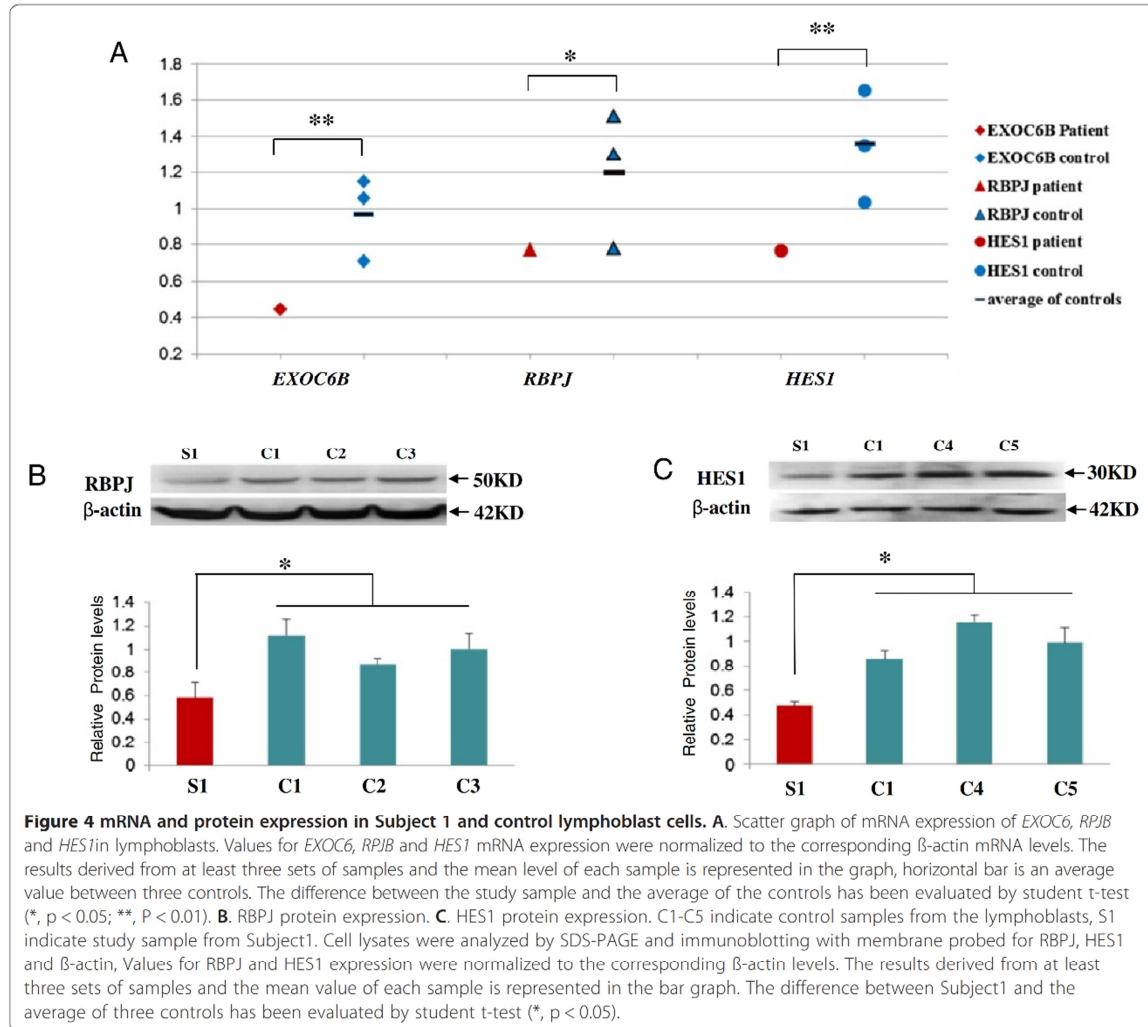 A
**
*
**
1.8
1.6
1.4
1.2
1
0.8
0.6
0.4
0.2
EXOC6B
RBPJ
HES1
EXOC6B Patient
EXOC6B control
RBPJ patient
RBPJ control
HES1 patient
HES1 control
average of controls
B
S1 C1 C2 C3
RBPJ
50KD
β-actin
42KD
*
Relative Protein levels
1.4
1.2
1
0.8
0.6
0.4
0.2
0
S1 C1 C2 C3
C
S1 C1 C4 C5
HES1
30KD
β-actin
42KD
*
Relative Protein levels
1.4
1.2
1
0.8
0.6
0.4
0.2
0
S1 C1 C4 C5
Figure 4 mRNA and protein expression in Subject 1 and control lymphoblast cells. A. Scatter graph of mRNA expression of EXOC6, RPJB
and HES1in lymphoblasts. Values for EXOC6, RPJB and HES1 mRNA expression were normalized to the corresponding ß-actin mRNA levels. The
results derived from at least three sets of samples and the mean level of each sample is represented in the graph, horizontal bar is an average
value between three controls. The difference between the study sample and the average of the controls has been evaluated by student t-test
(*, p < 0.05; **, P < 0.01). B. RBPJ protein expression. C. HES1 protein expression. C1-C5 indicate control samples from the lymphoblasts, S1
indicate study sample from Subject1. Cell lysates were analyzed by SDS-PAGE and immunoblotting with membrane probed for RBPJ, HES1
and ß-actin, Values for RBPJ and HES1 expression were normalized to the corresponding ß-actin levels. The results derived from at least
three sets of samples and the mean value of each sample is represented in the bar graph. The difference between Subject1 and the
average of three controls has been evaluated by student t-test (*, p < 0.05).